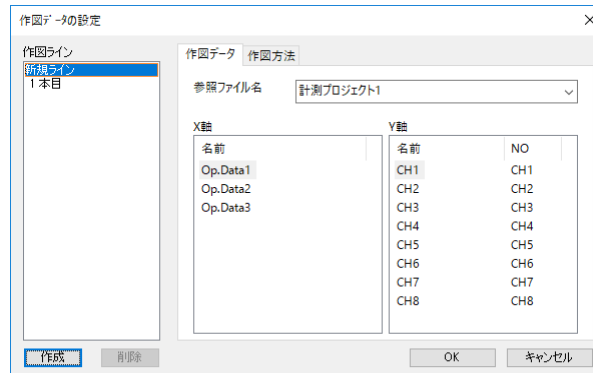 作図ﾃﾞｰﾀの設定
作図ライン
新規ライン
1本目
作図データ 作図方法
参照ファイル名 計測プロジェクト1
X軸 Y軸
名前 名前 NO
Op.Data1 CH1 CH1
Op.Data2 CH2 CH2
Op.Data3 CH3 CH3
CH4 CH4
CH5 CH5
CH6 CH6
CH7 CH7
CH8 CH8
作成 削除 OK キャンセル